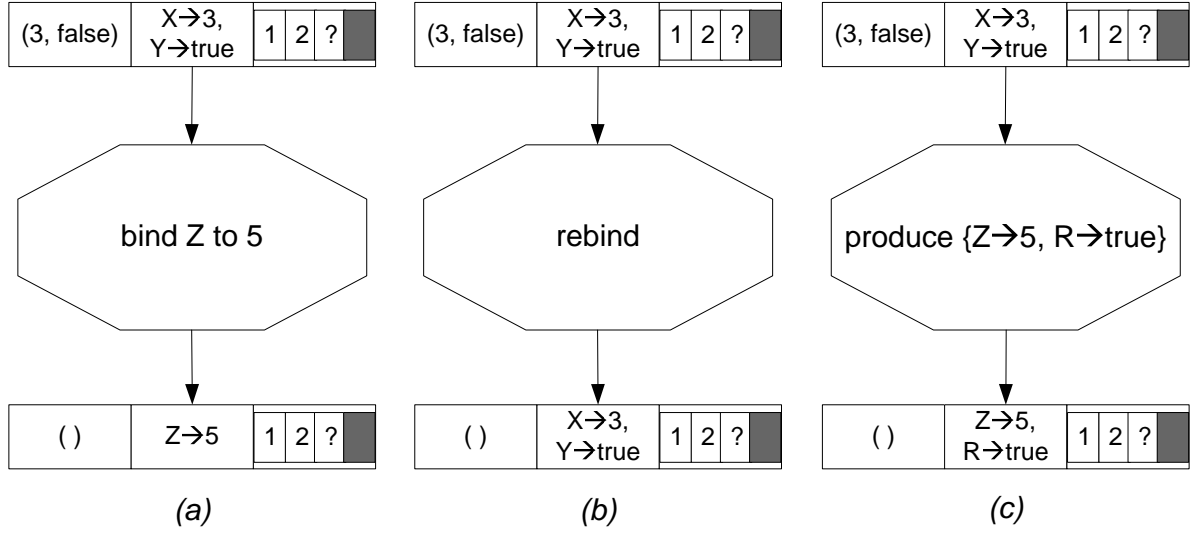 (3, false)
X→3,
Y→true
1 2 ?
(3, false)
X→3,
Y→true
1 2 ?
(3, false)
X→3,
Y→true
1 2 ?
bind Z to 5
rebind
produce {Z→5, R→true}
( )
Z→5
1 2 ?
( )
X→3,
Y→true
1 2 ?
( )
Z→5,
R→true
1 2 ?
(a)
(b)
(c)